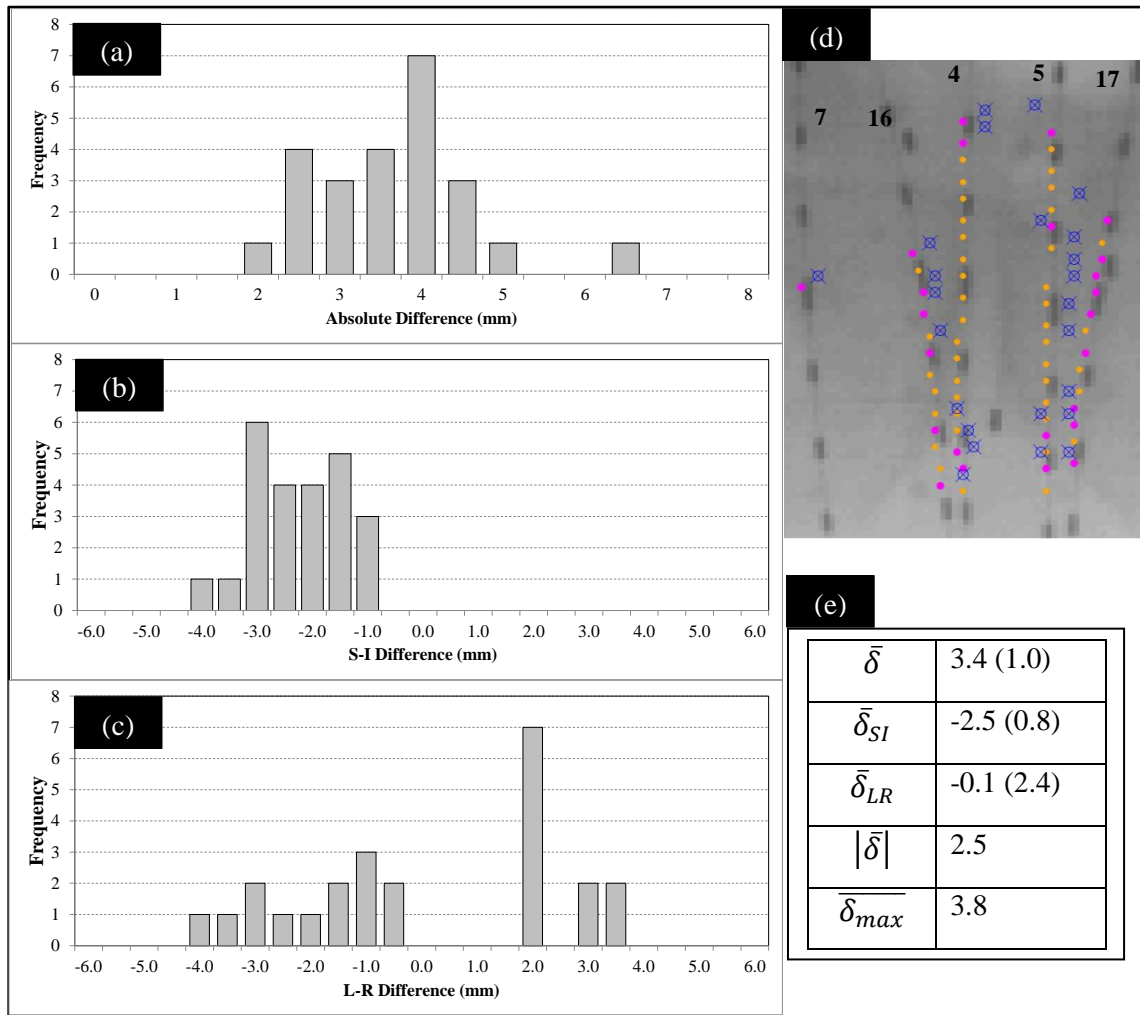 (a)
8
7
6
5
4
3
2
1
0
Frequency
0 1 2 3 4 5 6 7 8
Absolute Difference (mm)
(b)
8
7
6
5
4
3
2
1
0
Frequency
-6.0 -5.0 -4.0 -3.0 -2.0 -1.0 0.0 1.0 2.0 3.0 4.0 5.0 6.0
S-I Difference (mm)
(c)
8
7
6
5
4
3
2
1
0
Frequency
-6.0 -5.0 -4.0 -3.0 -2.0 -1.0 0.0 1.0 2.0 3.0 4.0 5.0 6.0
L-R Difference (mm)
(d)
7 16 4 5 17
(e)
δ̄ 3.4 (1.0)
δ̄_SI -2.5 (0.8)
δ̄_LR -0.1 (2.4)
|δ̄| 2.5
δ̄_max 3.8